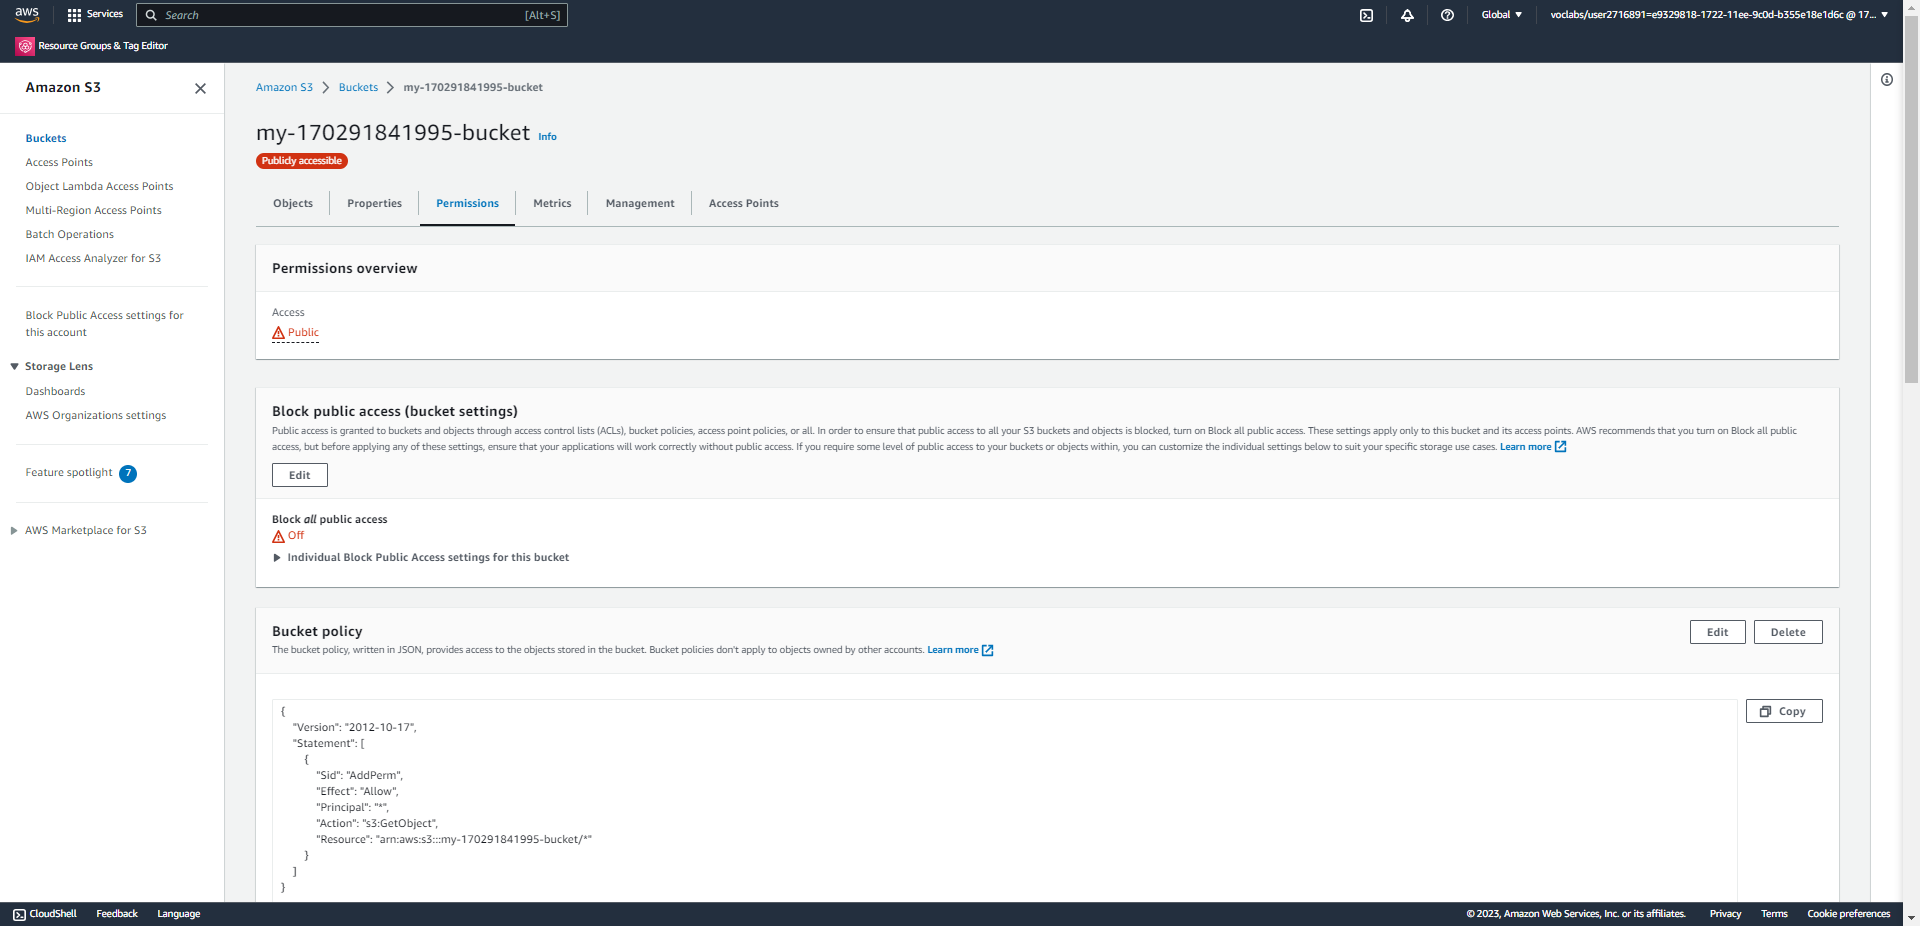 aws
Services
Search
[Alt+S]
Global
voclabs/user2716891=e9329818-1722-11ee-9c0d-b355e18e1d6c @ 17...
Resource Groups & Tag Editor
Amazon S3
Buckets
Access Points
Object Lambda Access Points
Multi-Region Access Points
Batch Operations
IAM Access Analyzer for S3
Block Public Access settings for
this account
Storage Lens
Dashboards
AWS Organizations settings
Feature spotlight 7
AWS Marketplace for S3
Amazon S3 > Buckets > my-170291841995-bucket
my-170291841995-bucket Info
Publicly accessible
Objects
Properties
Permissions
Metrics
Management
Access Points
Permissions overview
Access
Public
Block public access (bucket settings)
Public access is granted to buckets and objects through access control lists (ACLs), bucket policies, access point policies, or all. In order to ensure that public access to all your S3 buckets and objects is blocked, turn on Block all public access. These settings apply only to this bucket and its access points. AWS recommends that you turn on Block all public
access, but before applying any of these settings, ensure that your applications will work correctly without public access. If you require some level of public access to your buckets or objects within, you can customize the individual settings below to suit your specific storage use cases. Learn more
Edit
Block all public access
Off
Individual Block Public Access settings for this bucket
Bucket policy
Edit
Delete
The bucket policy, written in JSON, provides access to the objects stored in the bucket. Bucket policies don't apply to objects owned by other accounts. Learn more
Copy
{
"Version": "2012-10-17",
"Statement": [
{
"Sid": "AddPerm",
"Effect": "Allow",
"Principal": "*",
"Action": "s3:GetObject",
"Resource": "arn:aws:s3:::my-170291841995-bucket/*"
}
]
}
CloudShell
Feedback
Language
© 2023, Amazon Web Services, Inc. or its affiliates.
Privacy
Terms
Cookie preferences